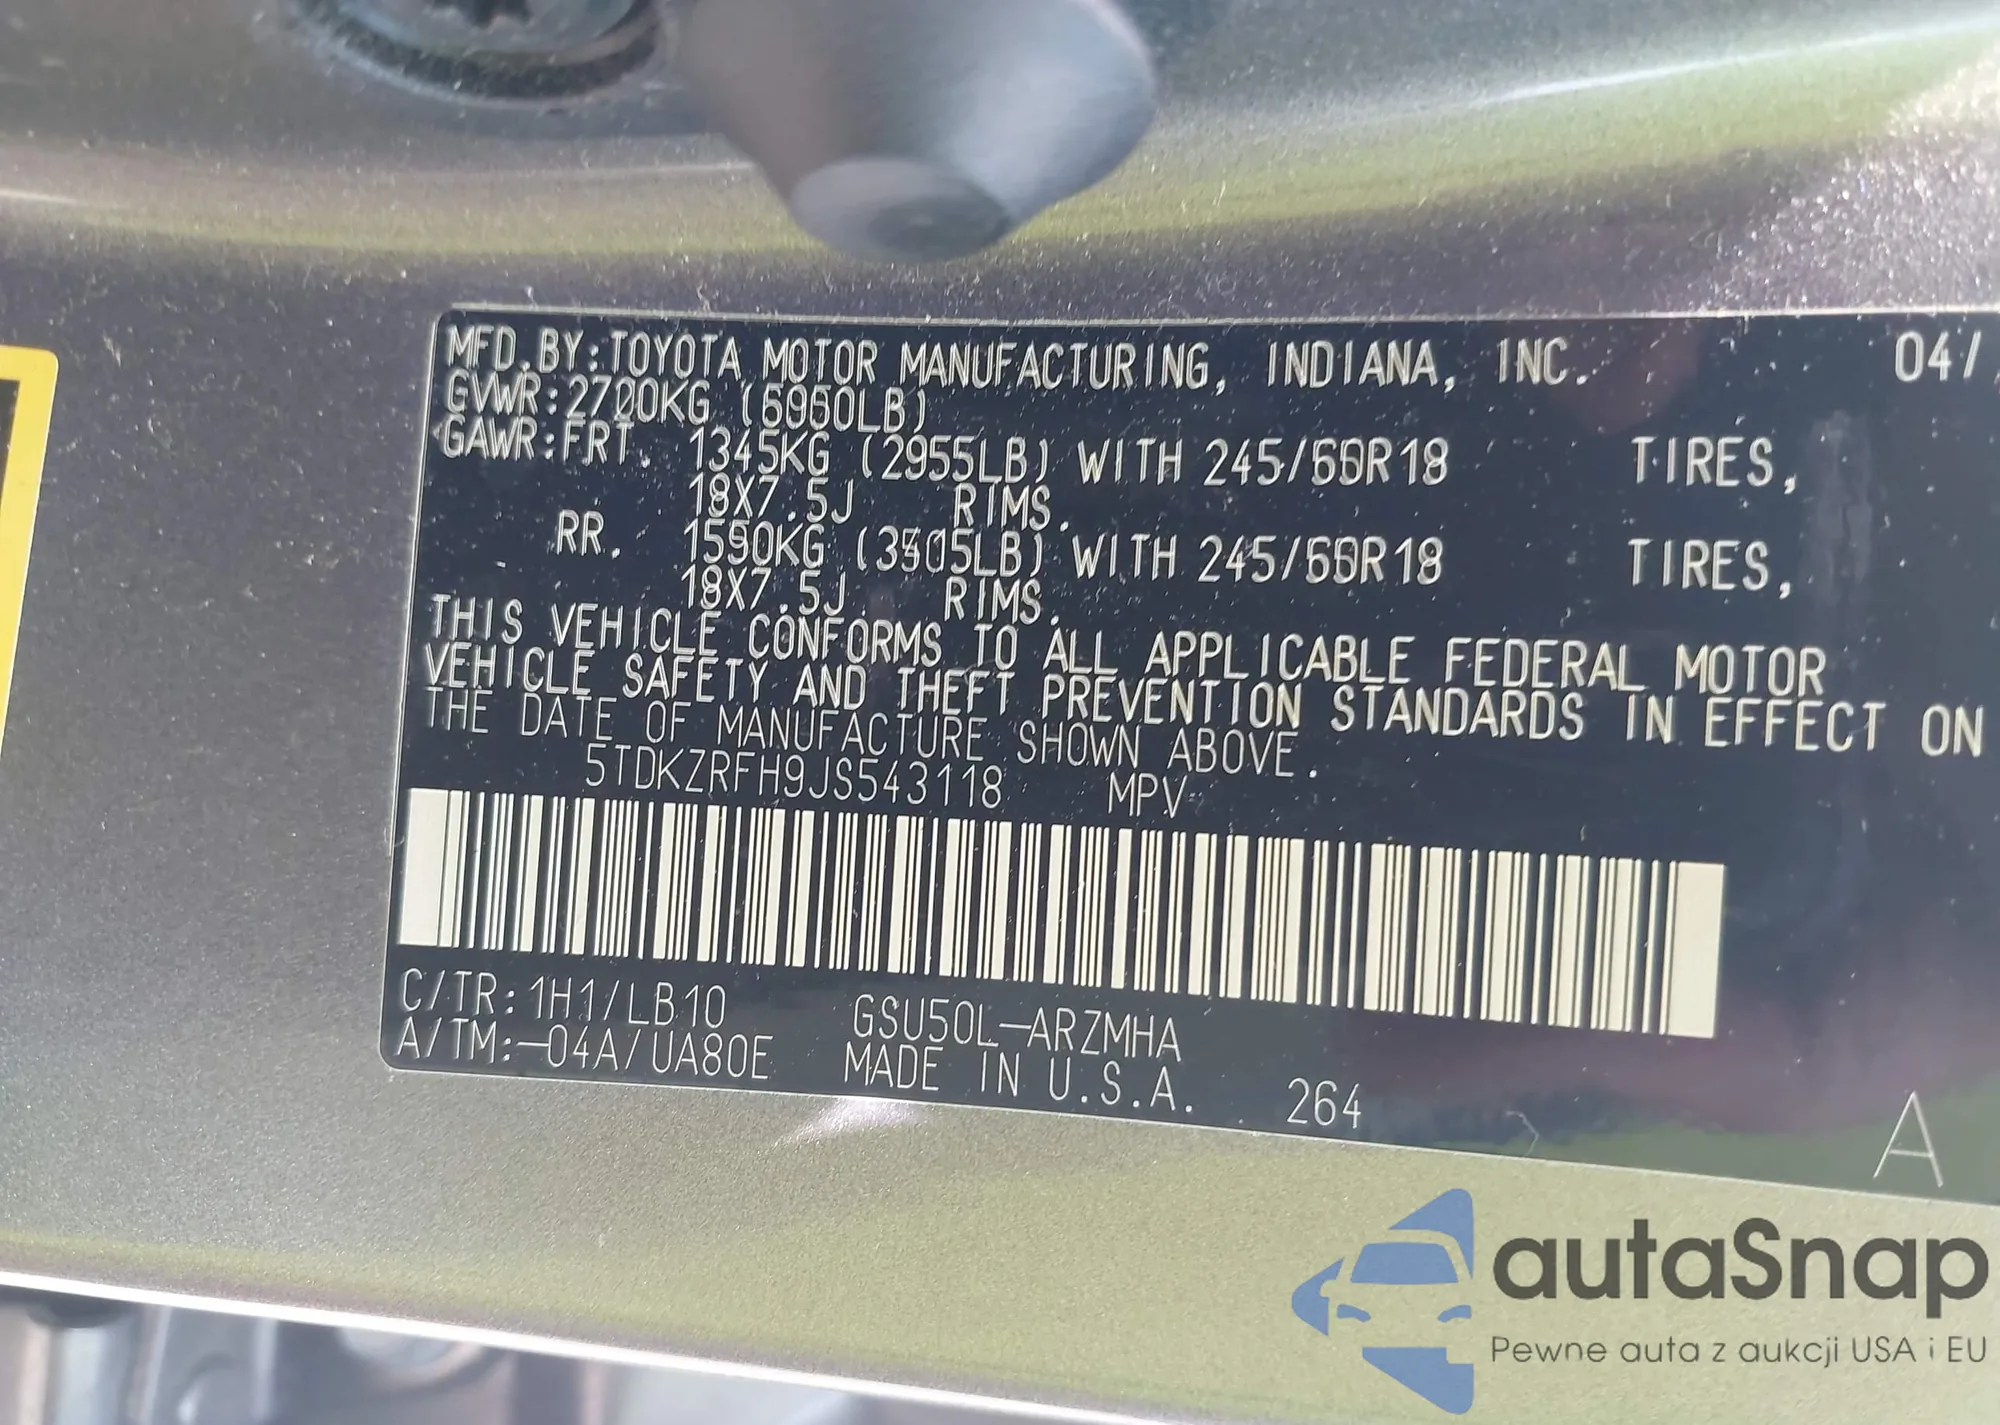 MFD.BY:TOYOTA MOTOR MANUFACTURING, INDIANA, INC. 04/
GVWR:2700KG (5950LB)
GAWR:FRT. 1345KG (2955LB) WITH 245/60R18 TIRES,
18X7.5J RIMS.
RR. 1590KG (3505LB) WITH 245/60R18 TIRES,
18X7.5J RIMS.
THIS VEHICLE CONFORMS TO ALL APPLICABLE FEDERAL MOTOR
VEHICLE SAFETY AND THEFT PREVENTION STANDARDS IN EFFECT ON
THE DATE OF MANUFACTURE SHOWN ABOVE.
5TDKZRFH9JS543118 MPV
C/TR:1H1/LB10 GSU50L-ARZMHA
A/TM:-04A/UA80E MADE IN U.S.A. 264
A
autaSnap
Pewne auta z aukcji USA i EU